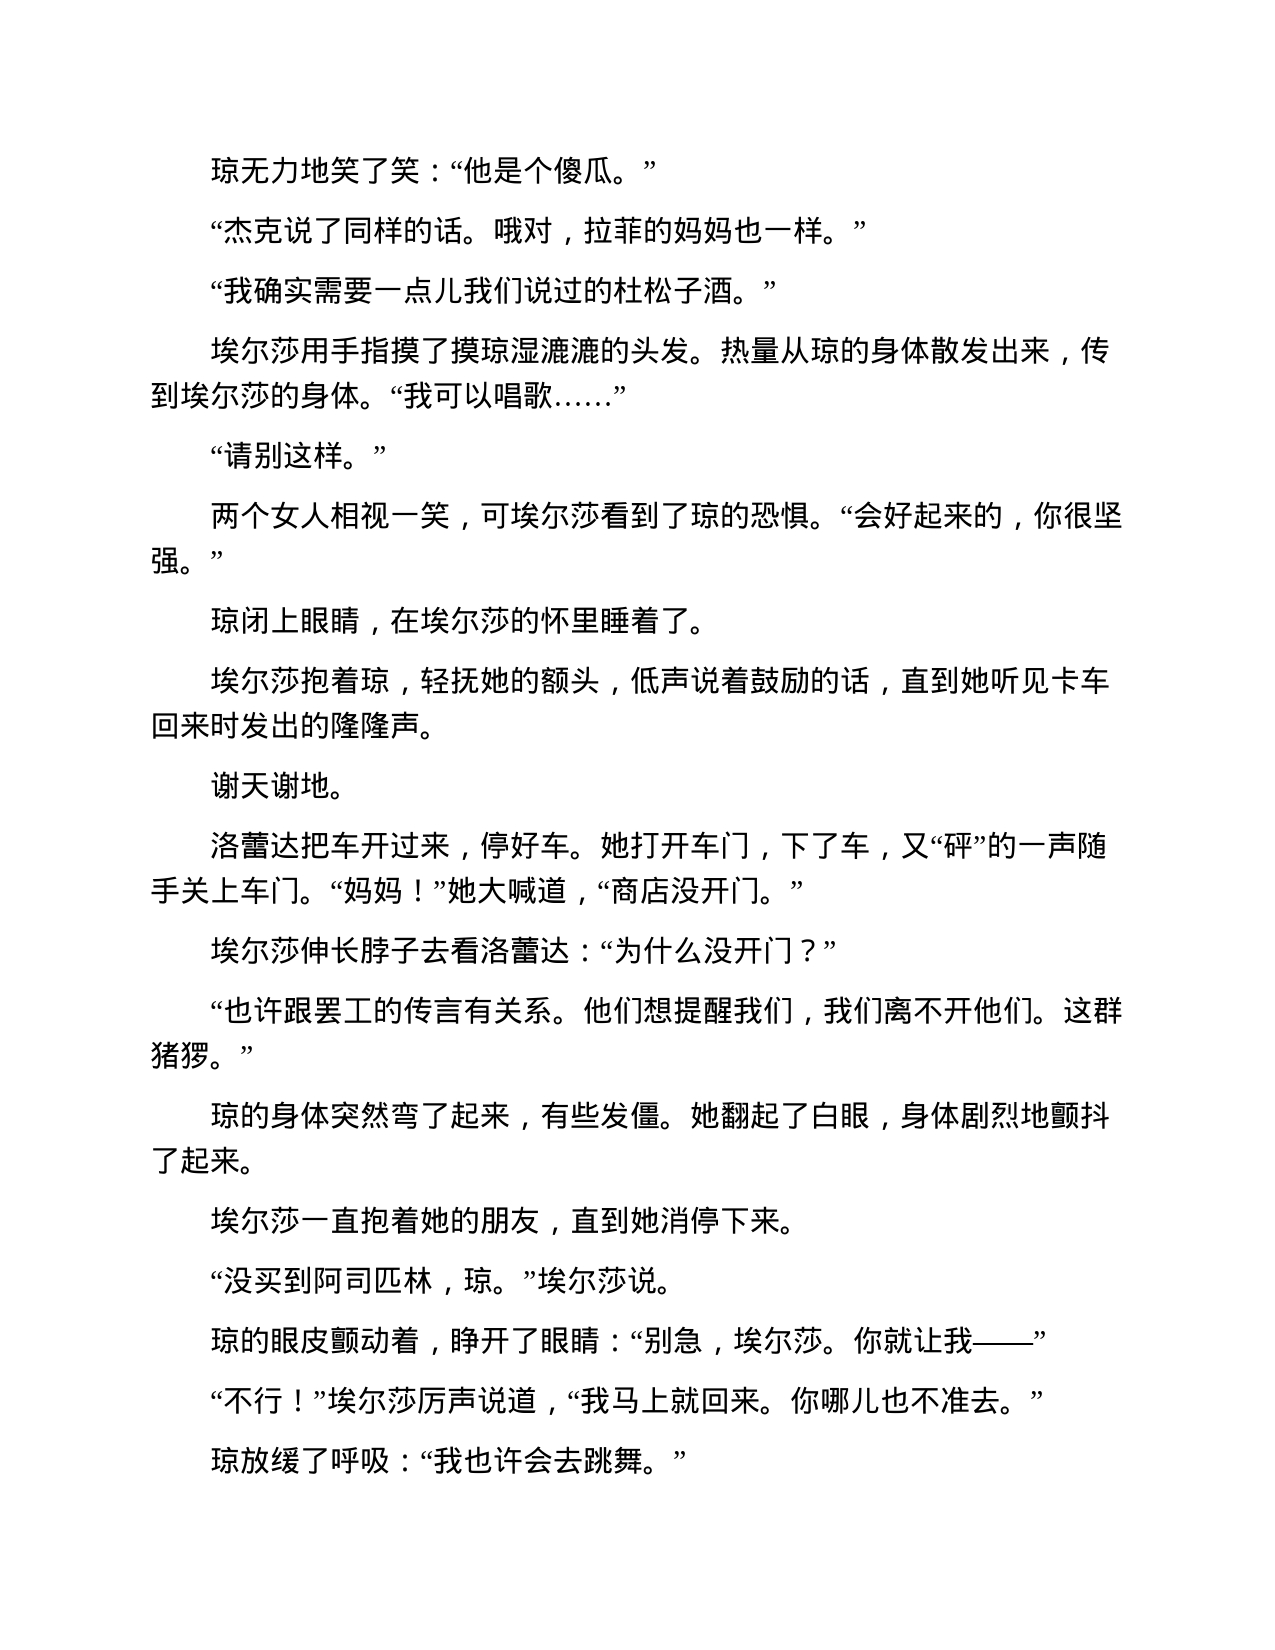 琼无力地笑了笑：“他是个傻瓜。”
“杰克说了同样的话。哦对，拉菲的妈妈也一样。”
“我确实需要一点儿我们说过的杜松子酒。”
埃尔莎用手指摸了摸琼湿漉漉的头发。热量从琼的身体散发出来，传
到埃尔莎的身体。“我可以唱歌……”
“请别这样。”
两个女人相视一笑，可埃尔莎看到了琼的恐惧。“会好起来的，你很坚
强。”
琼闭上眼睛，在埃尔莎的怀里睡着了。
埃尔莎抱着琼，轻抚她的额头，低声说着鼓励的话，直到她听见卡车
回来时发出的隆隆声。
谢天谢地。
洛蕾达把车开过来，停好车。她打开车门，下了车，又“砰”的一声随
手关上车门。“妈妈！”她大喊道，“商店没开门。”
埃尔莎伸长脖子去看洛蕾达：“为什么没开门？”
“也许跟罢工的传言有关系。他们想提醒我们，我们离不开他们。这群
猪猡。”
琼的身体突然弯了起来，有些发僵。她翻起了白眼，身体剧烈地颤抖
了起来。
埃尔莎一直抱着她的朋友，直到她消停下来。
“没买到阿司匹林，琼。”埃尔莎说。
琼的眼皮颤动着，睁开了眼睛：“别急，埃尔莎。你就让我——”
“不行！”埃尔莎厉声说道，“我马上就回来。你哪儿也不准去。”
琼放缓了呼吸：“我也许会去跳舞。”